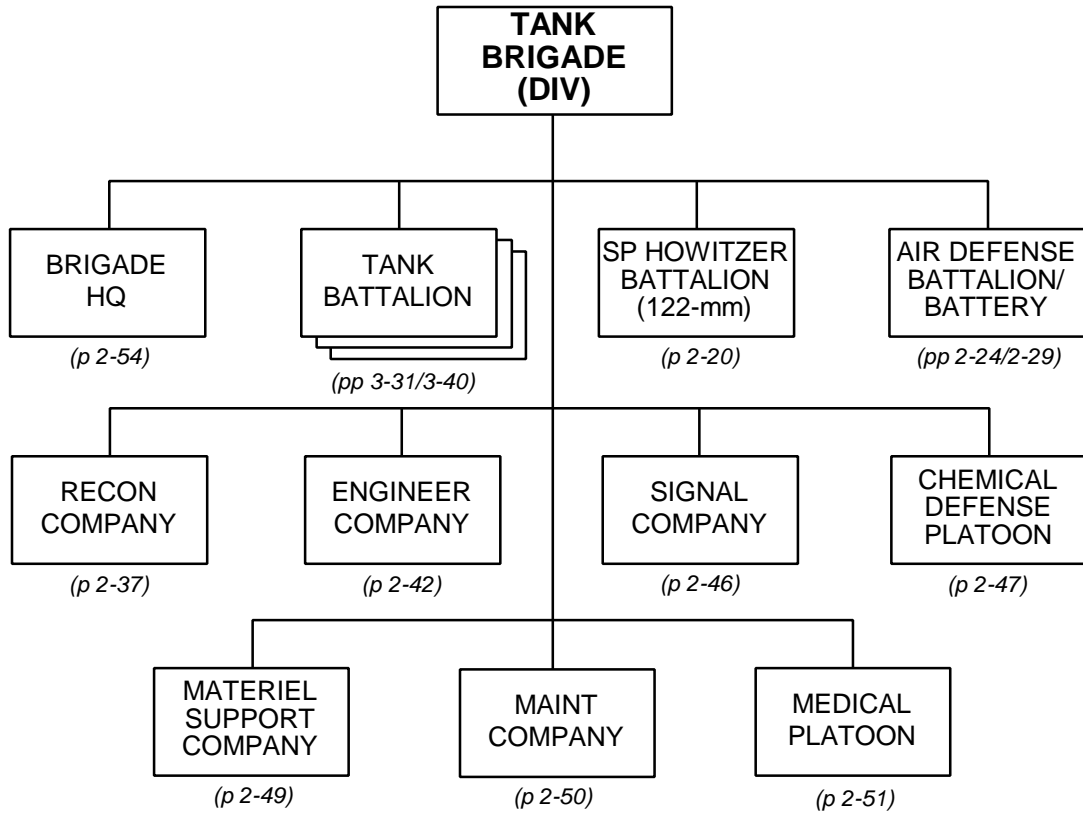 TANK
BRIGADE
(DIV)
BRIGADE
HQ
(p 2-54)
TANK
BATTALION
(pp 3-31/3-40)
SP HOWITZER
BATTALION
(122-mm)
(p 2-20)
AIR DEFENSE
BATTALION/
BATTERY
(pp 2-24/2-29)
RECON
COMPANY
(p 2-37)
ENGINEER
COMPANY
(p 2-42)
SIGNAL
COMPANY
(p 2-46)
CHEMICAL
DEFENSE
PLATOON
(p 2-47)
MATERIEL
SUPPORT
COMPANY
(p 2-49)
MAINT
COMPANY
(p 2-50)
MEDICAL
PLATOON
(p 2-51)